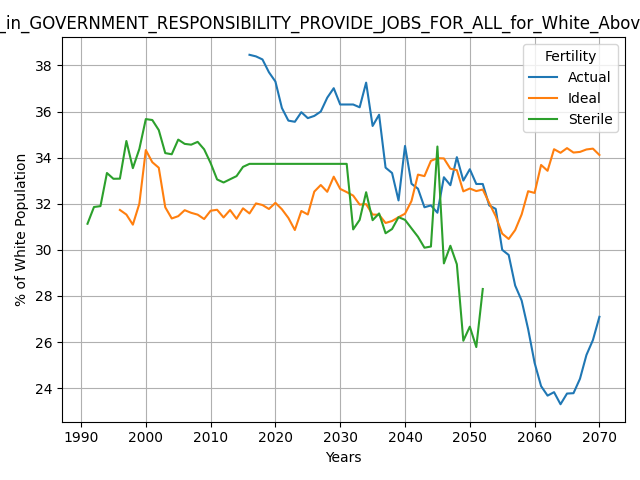 _in_GOVERNMENT_RESPONSIBILITY_PROVIDE_JOBS_FOR_ALL_for_White_Abov
Fertility
Actual
Ideal
Sterile
% of White Population
38
36
34
32
30
28
26
24
1990 2000 2010 2020 2030 2040 2050 2060 2070
Years